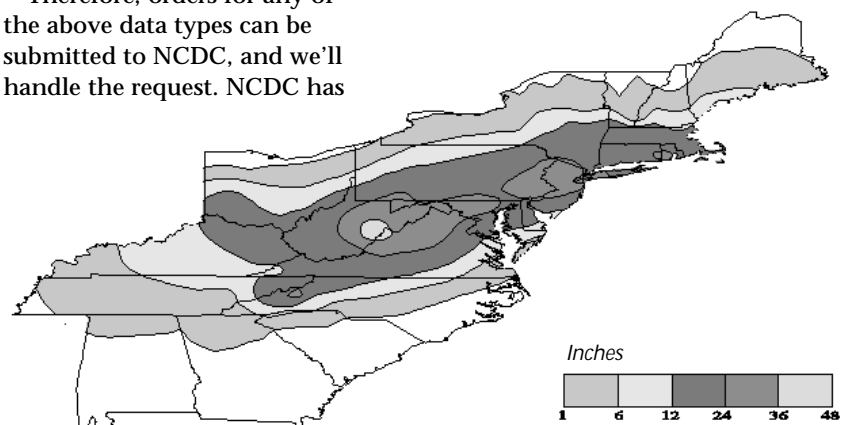 Therefore, orders for any of
the above data types can be
submitted to NCDC, and we'll
handle the request. NCDC has
Inches
1 6 12 24 36 48